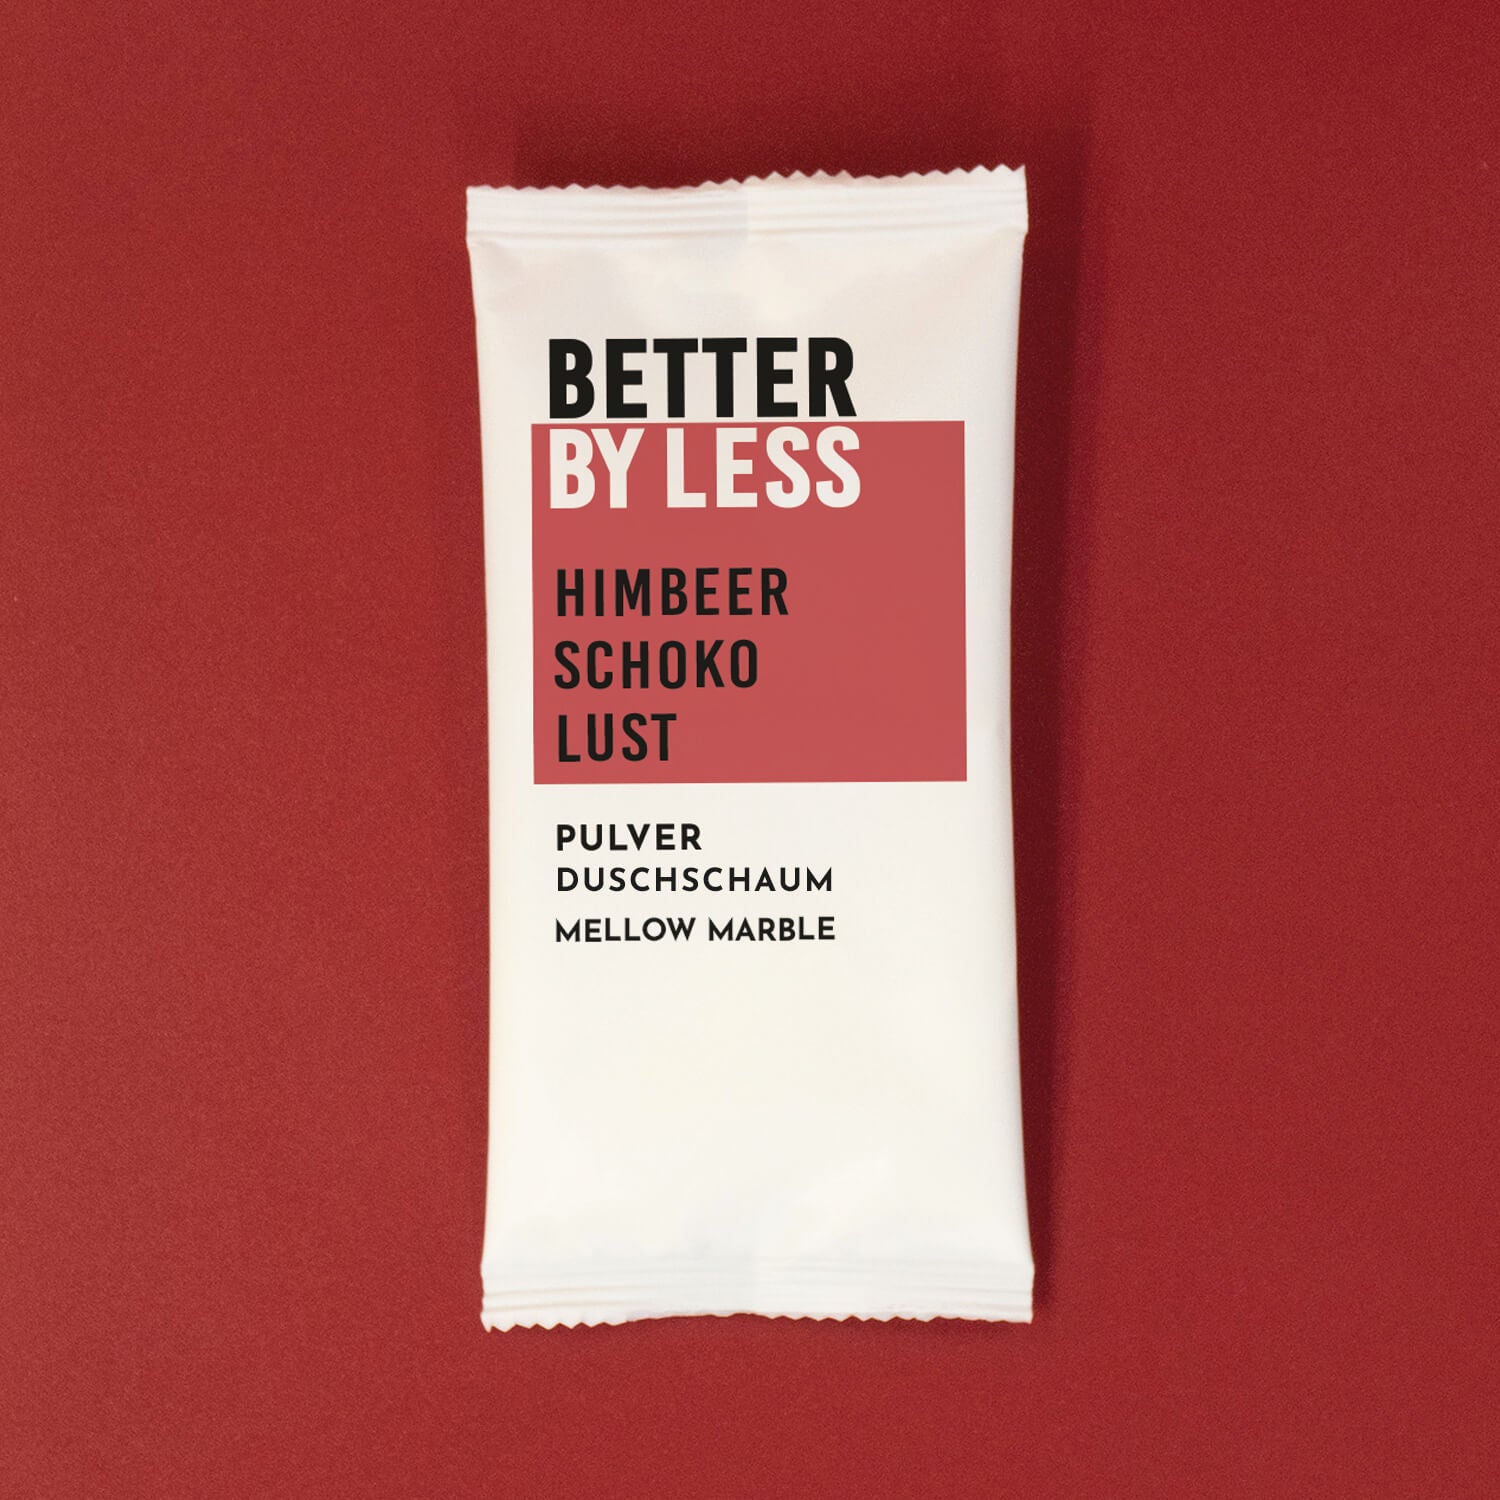 BETTER
BY LESS
HIMBEER
SCHOKO
LUST
PULVER
DUSCHSCHAUM
MELLOW MARBLE